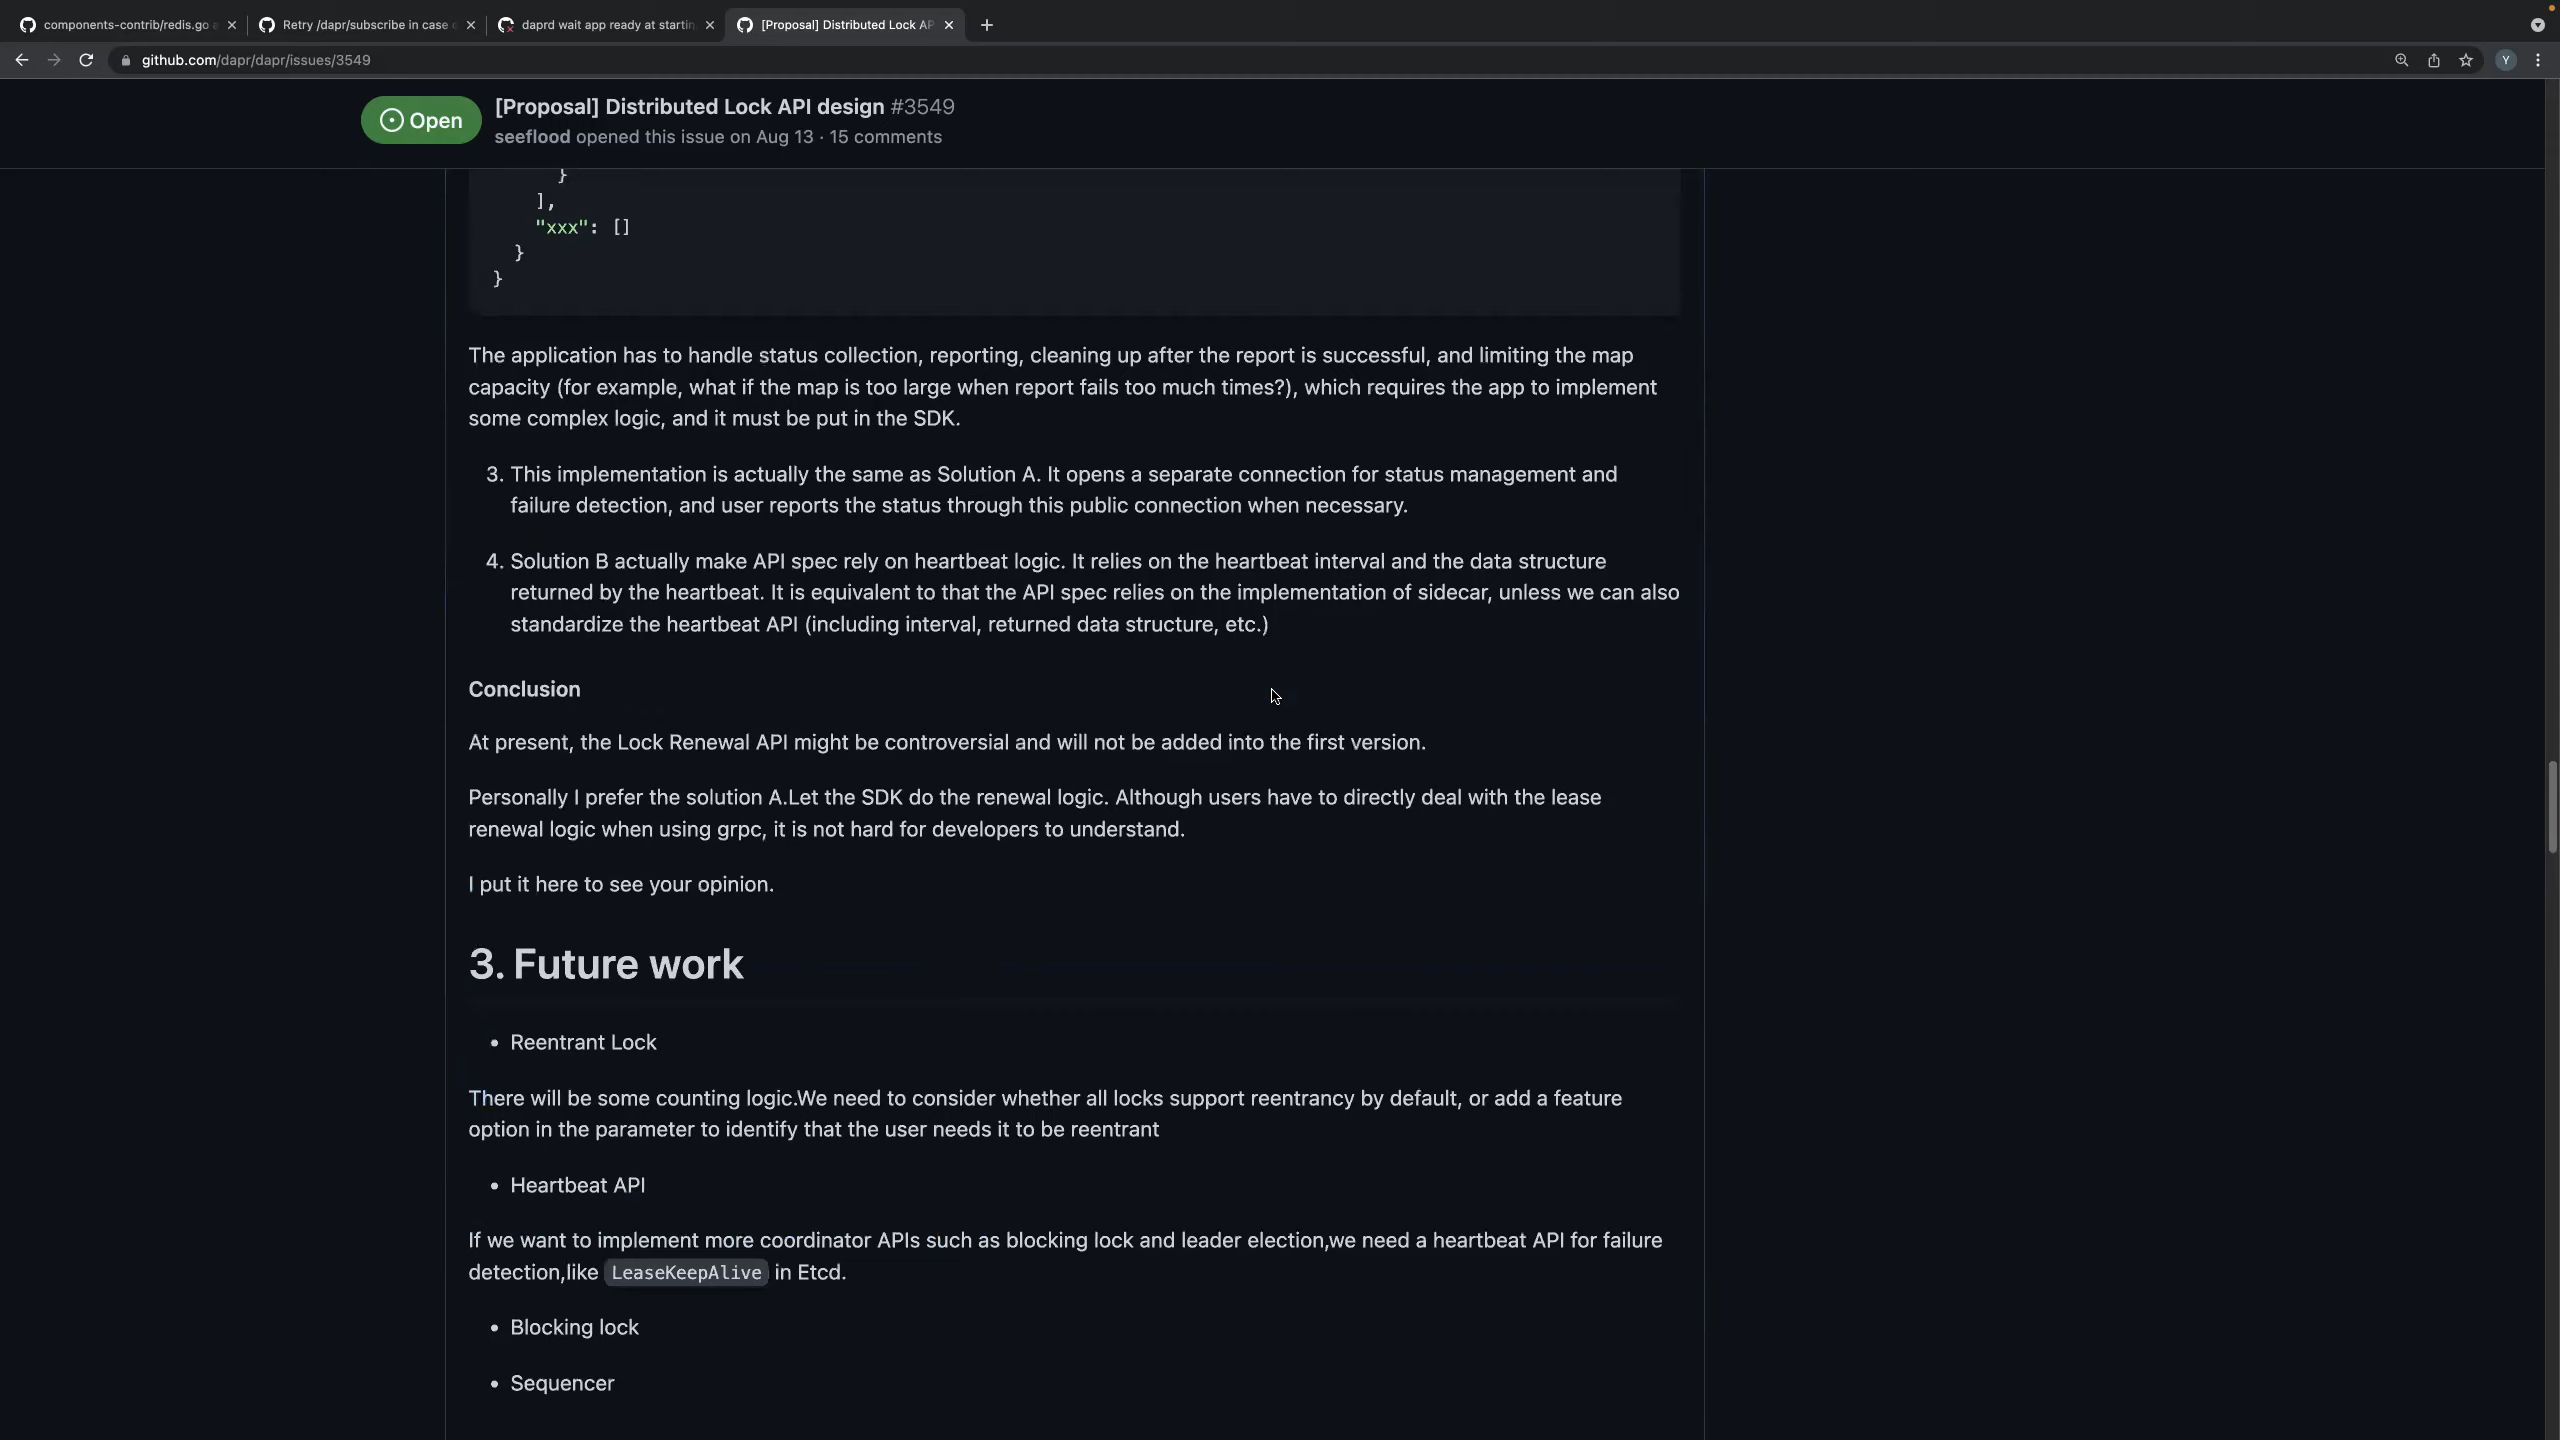 components-contrib/redis.go a
Retry /dapr/subscribe in case o
daprd wait app ready at startin
[Proposal] Distributed Lock AP
github.com/dapr/dapr/issues/3549
Y
Open
[Proposal] Distributed Lock API design #3549
seeflood opened this issue on Aug 13 · 15 comments
}
],
"xxx": []
}
}
The application has to handle status collection, reporting, cleaning up after the report is successful, and limiting the map
capacity (for example, what if the map is too large when report fails too much times?), which requires the app to implement
some complex logic, and it must be put in the SDK.
3. This implementation is actually the same as Solution A. It opens a separate connection for status management and
failure detection, and user reports the status through this public connection when necessary.
4. Solution B actually make API spec rely on heartbeat logic. It relies on the heartbeat interval and the data structure
returned by the heartbeat. It is equivalent to that the API spec relies on the implementation of sidecar, unless we can also
standardize the heartbeat API (including interval, returned data structure, etc.)
Conclusion
At present, the Lock Renewal API might be controversial and will not be added into the first version.
Personally I prefer the solution A.Let the SDK do the renewal logic. Although users have to directly deal with the lease
renewal logic when using grpc, it is not hard for developers to understand.
I put it here to see your opinion.
3. Future work
• Reentrant Lock
There will be some counting logic.We need to consider whether all locks support reentrancy by default, or add a feature
option in the parameter to identify that the user needs it to be reentrant
• Heartbeat API
If we want to implement more coordinator APIs such as blocking lock and leader election,we need a heartbeat API for failure
detection,like LeaseKeepAlive in Etcd.
• Blocking lock
• Sequencer